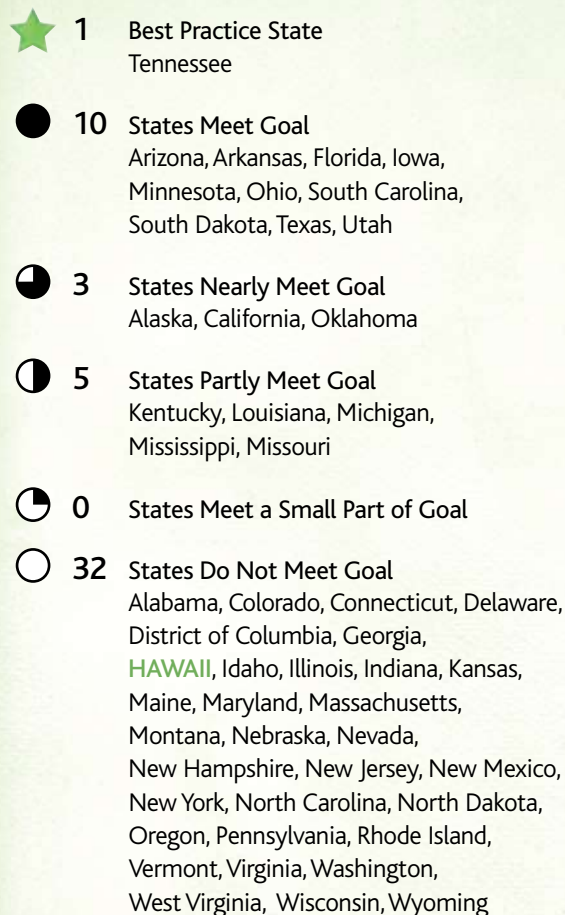 1 Best Practice State
Tennessee
10 States Meet Goal
Arizona, Arkansas, Florida, Iowa,
Minnesota, Ohio, South Carolina,
South Dakota, Texas, Utah
3 States Nearly Meet Goal
Alaska, California, Oklahoma
5 States Partly Meet Goal
Kentucky, Louisiana, Michigan,
Mississippi, Missouri
0 States Meet a Small Part of Goal
32 States Do Not Meet Goal
Alabama, Colorado, Connecticut, Delaware,
District of Columbia, Georgia,
HAWAII, Idaho, Illinois, Indiana, Kansas,
Maine, Maryland, Massachusetts,
Montana, Nebraska, Nevada,
New Hampshire, New Jersey, New Mexico,
New York, North Carolina, North Dakota,
Oregon, Pennsylvania, Rhode Island,
Vermont, Virginia, Washington,
West Virginia, Wisconsin, Wyoming